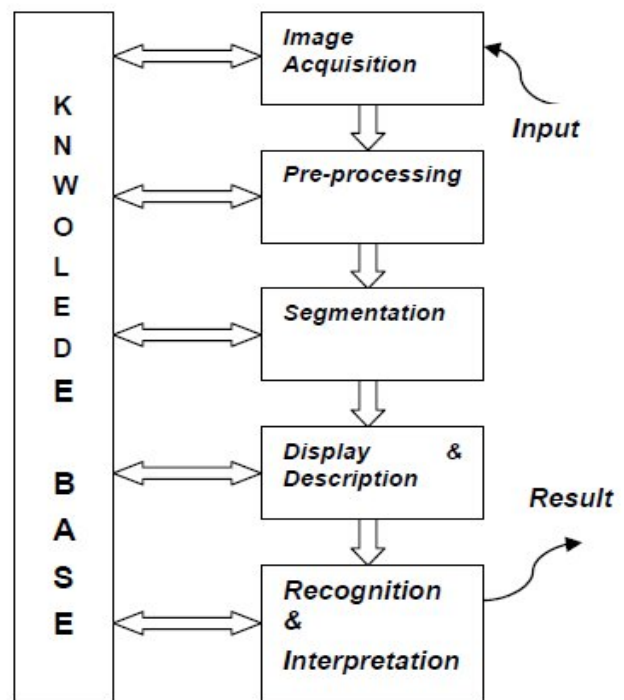 K
N
W
O
L
E
D
E
B
A
S
E
Image
Acquisition
Input
Pre-processing
Segmentation
Display &
Description
Result
Recognition
&
Interpretation